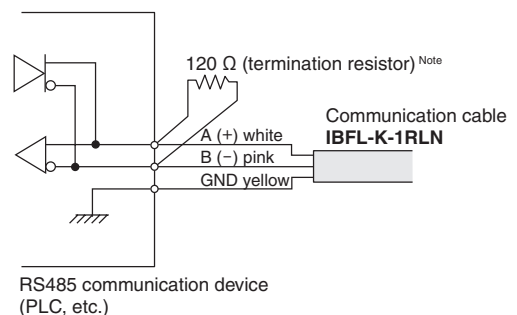 120 Ω (termination resistor) Note
Communication cable
IBFL-K-1RLN
A (+) white
B (−) pink
GND yellow
RS485 communication device
(PLC, etc.)